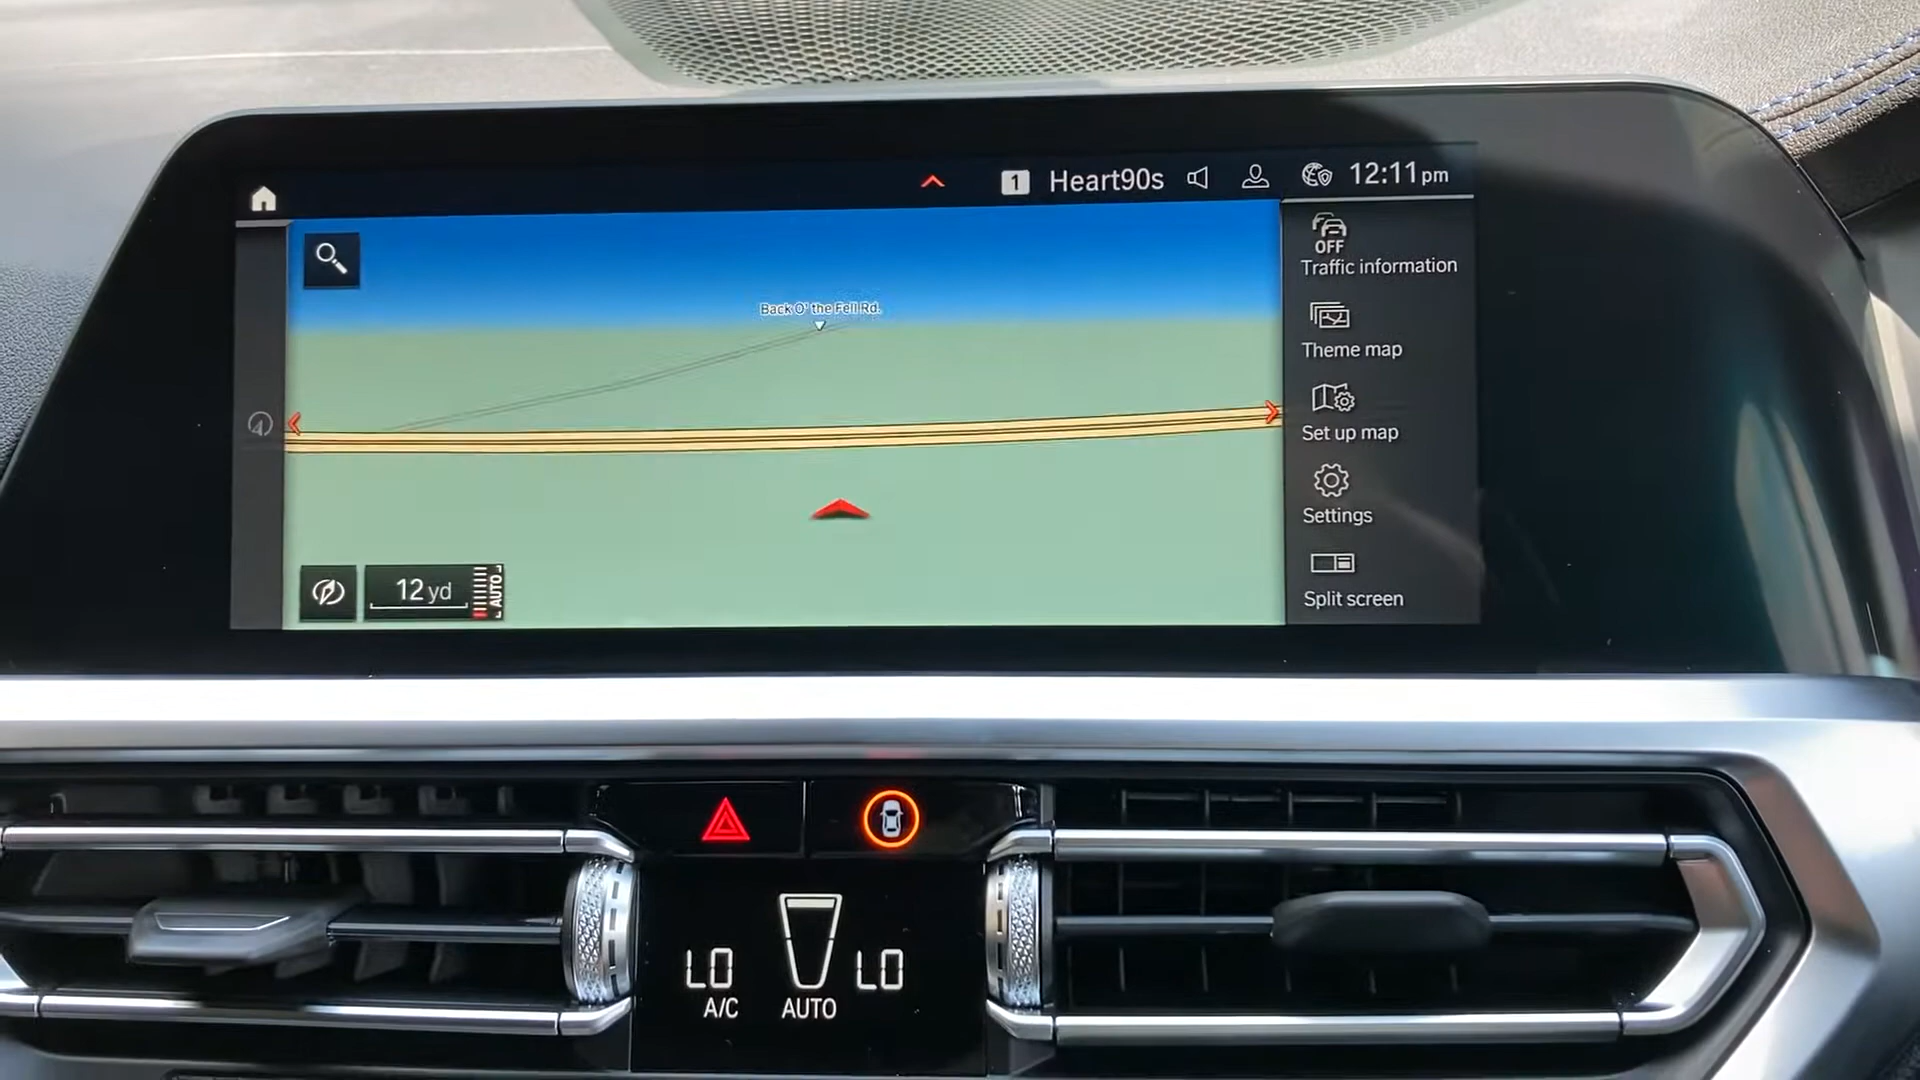 1 Heart90s 12:11 pm
OFF
Traffic information
Back O' the Fell Rd.
Theme map
Set up map
Settings
Split screen
12 yd AUTO
LO LO
A/C AUTO